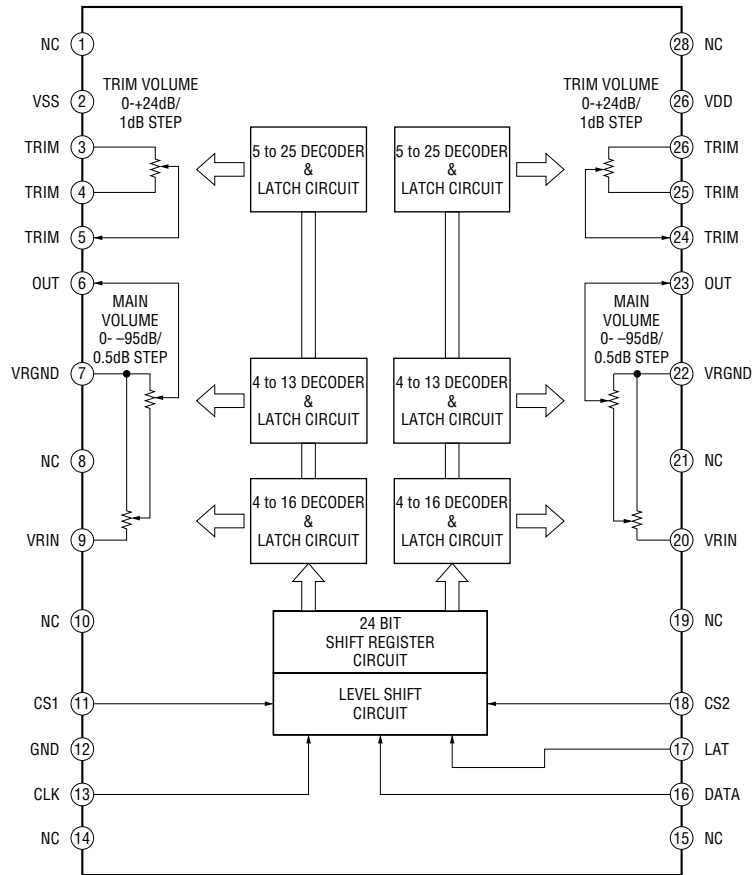 NC 1
28 NC
TRIM VOLUME
0-+24dB/
1dB STEP
TRIM VOLUME
0-+24dB/
1dB STEP
VSS 2
26 VDD
TRIM 3
26 TRIM
5 to 25 DECODER
&
LATCH CIRCUIT
5 to 25 DECODER
&
LATCH CIRCUIT
TRIM 4
25 TRIM
TRIM 5
24 TRIM
OUT 6
23 OUT
MAIN
VOLUME
0- –95dB/
0.5dB STEP
MAIN
VOLUME
0- –95dB/
0.5dB STEP
VRGND 7
22 VRGND
4 to 13 DECODER
&
LATCH CIRCUIT
4 to 13 DECODER
&
LATCH CIRCUIT
NC 8
21 NC
4 to 16 DECODER
&
LATCH CIRCUIT
4 to 16 DECODER
&
LATCH CIRCUIT
VRIN 9
20 VRIN
NC 10
19 NC
24 BIT
SHIFT REGISTER
CIRCUIT
LEVEL SHIFT
CIRCUIT
CS1 11
18 CS2
GND 12
17 LAT
CLK 13
16 DATA
NC 14
15 NC